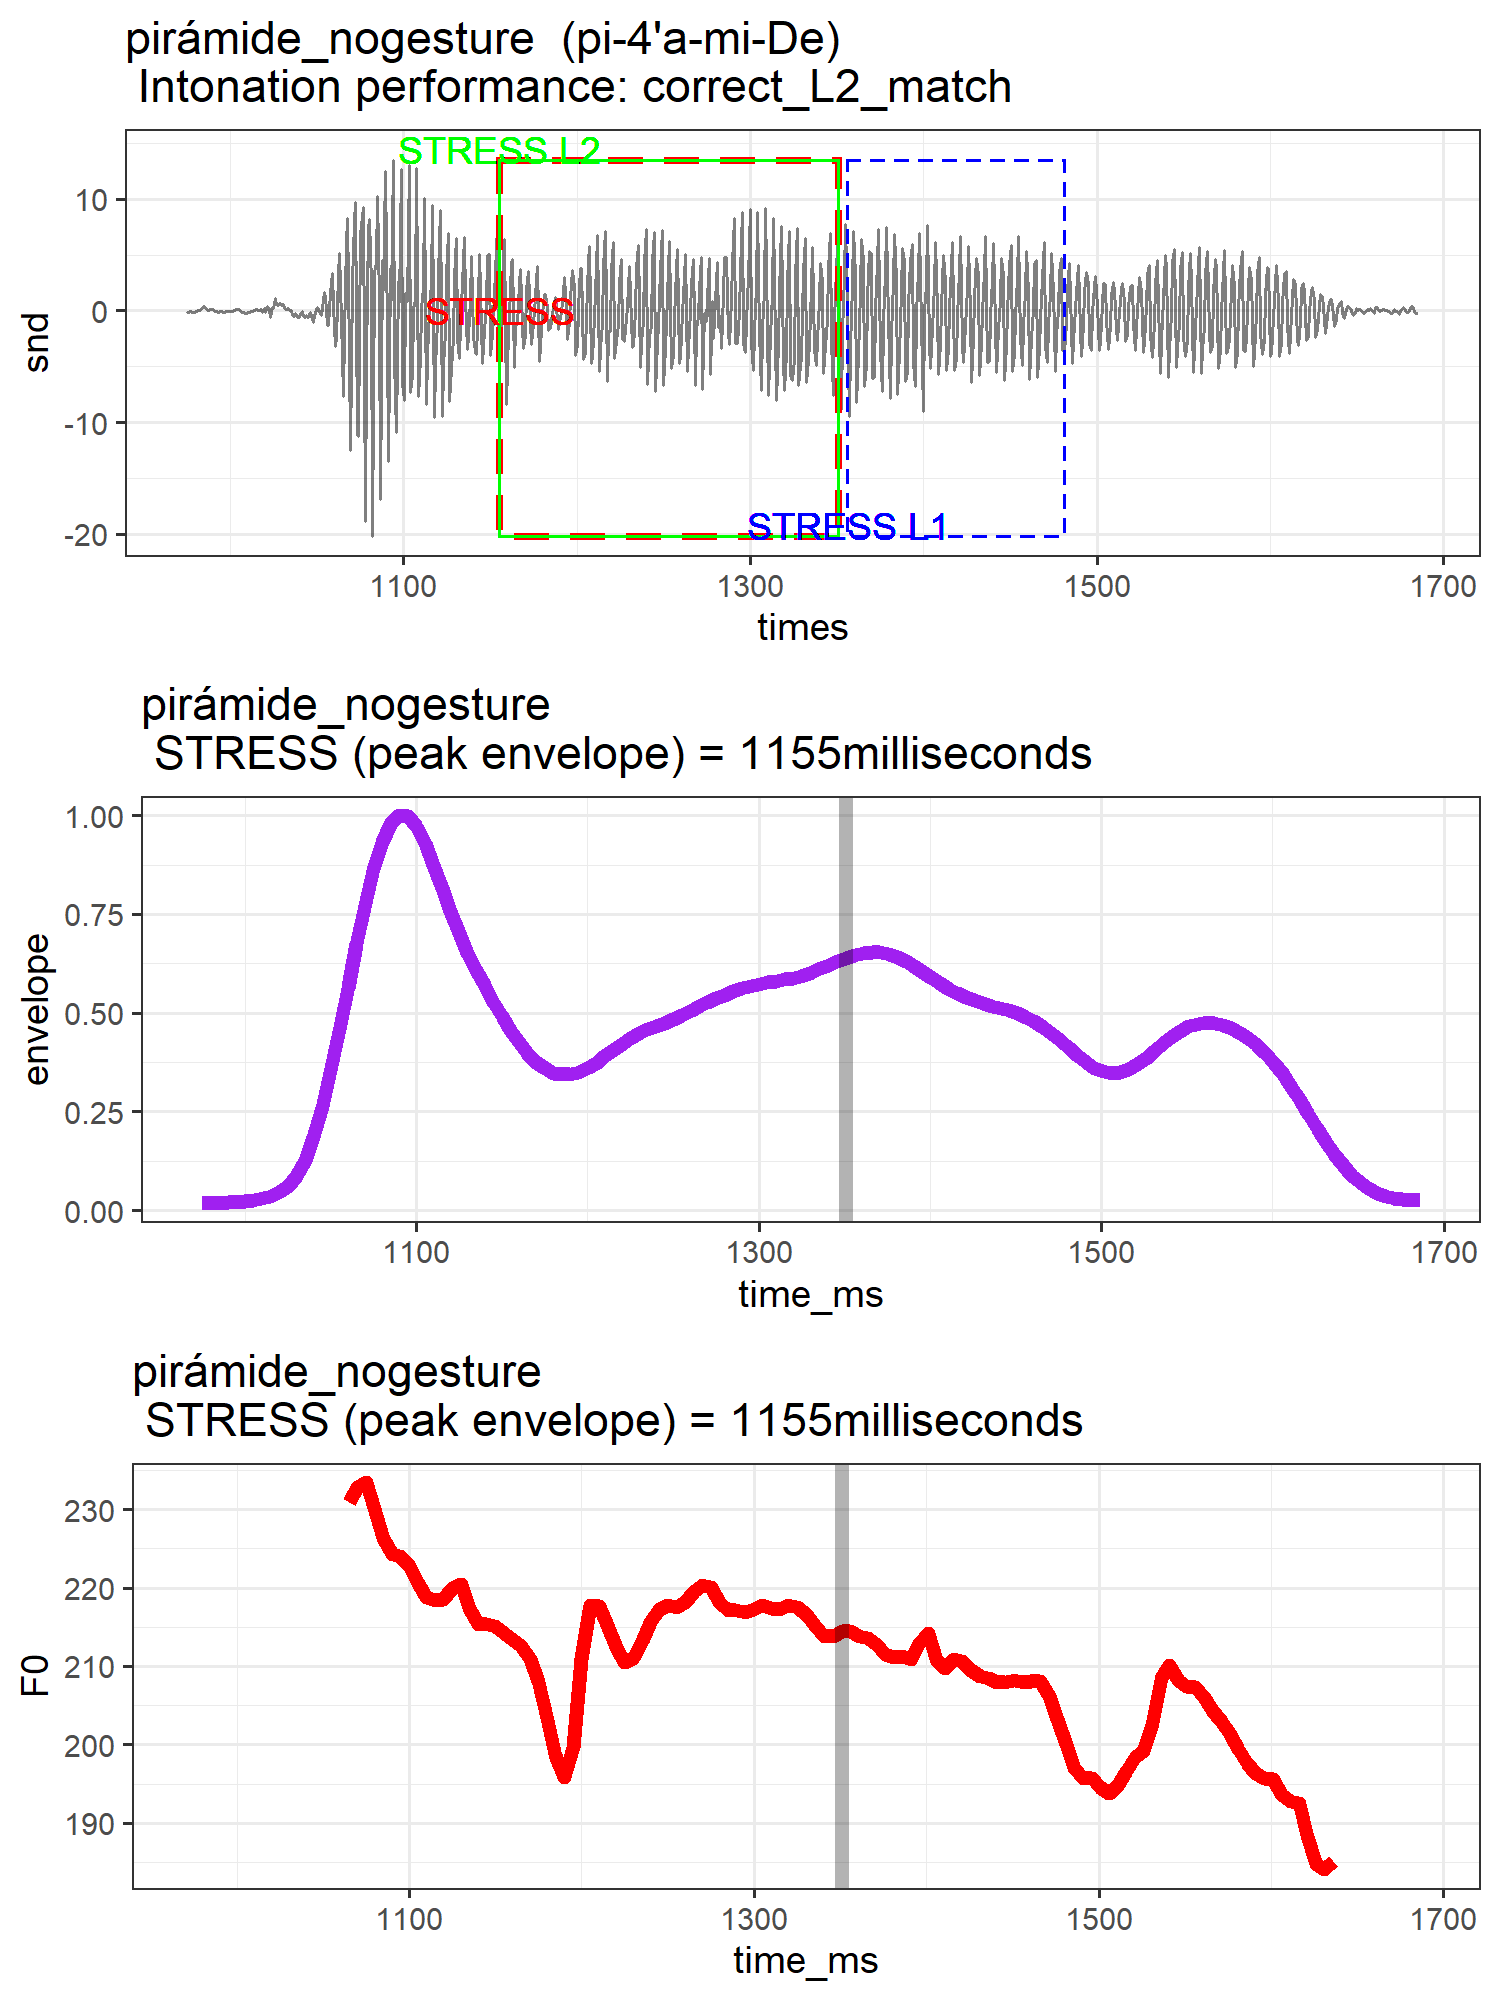 pirámide_nogesture  (pi-4'a-mi-De)
Intonation performance: correct_L2_match
STRESS L2
10
STRESS
0
snd
-10
STRESS L1
-20
1100 1300 1500 1700
times
pirámide_nogesture
STRESS (peak envelope) = 1155milliseconds
1.00
0.75
envelope
0.50
0.25
0.00
1100 1300 1500 1700
time_ms
pirámide_nogesture
STRESS (peak envelope) = 1155milliseconds
230
220
210
F0
200
190
1100 1300 1500 1700
time_ms